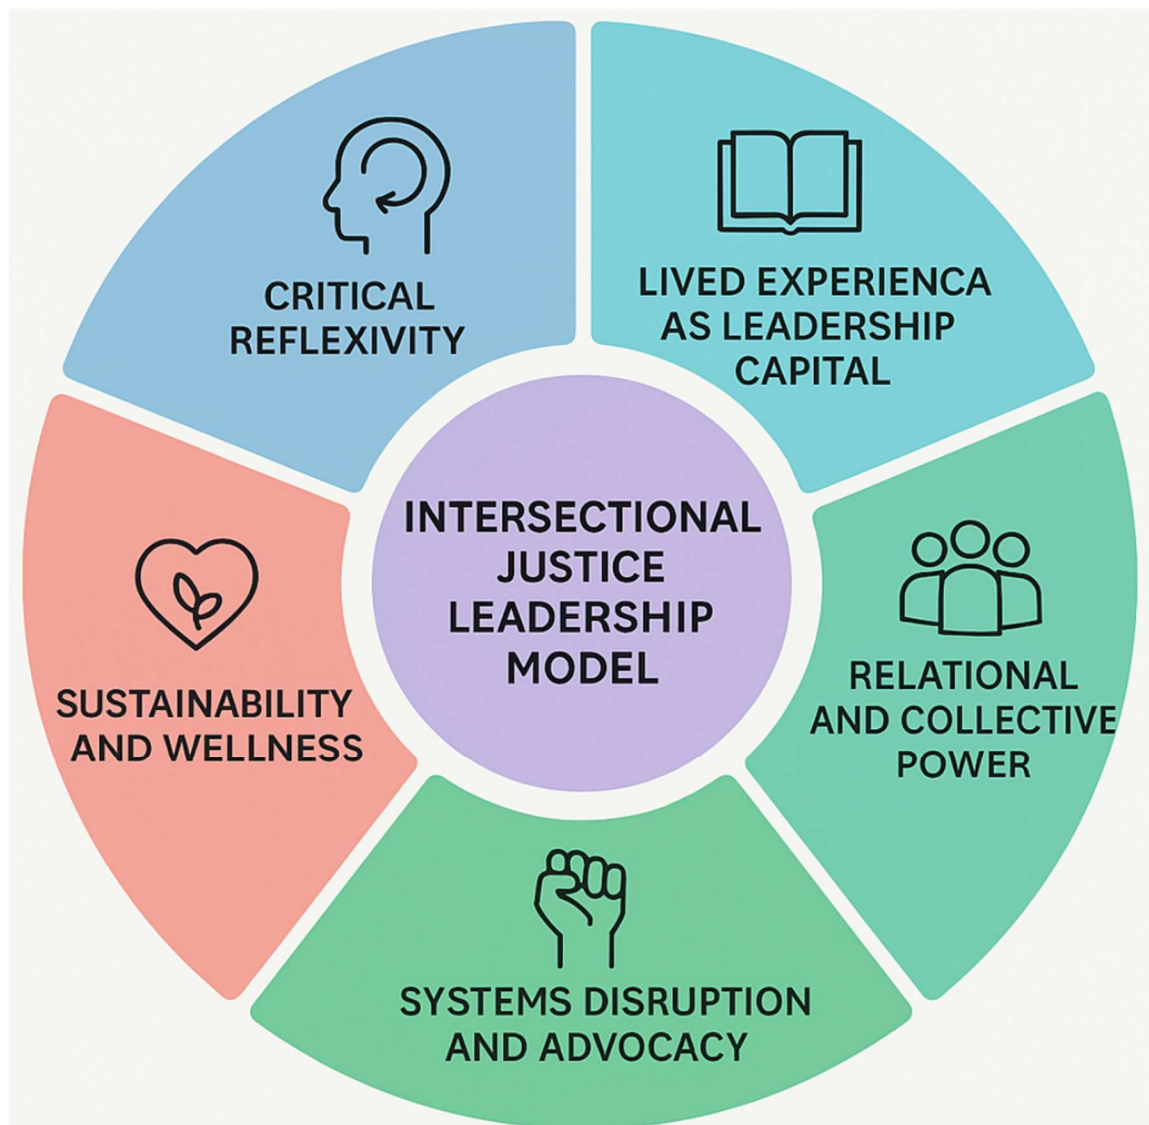 CRITICAL
REFLEXIVITY
LIVED EXPERIENCA
AS LEADERSHIP
CAPITAL
INTERSECTIONAL
JUSTICE
LEADERSHIP
MODEL
RELATIONAL
AND COLLECTIVE
POWER
SUSTAINABILITY
AND WELLNESS
SYSTEMS DISRUPTION
AND ADVOCACY